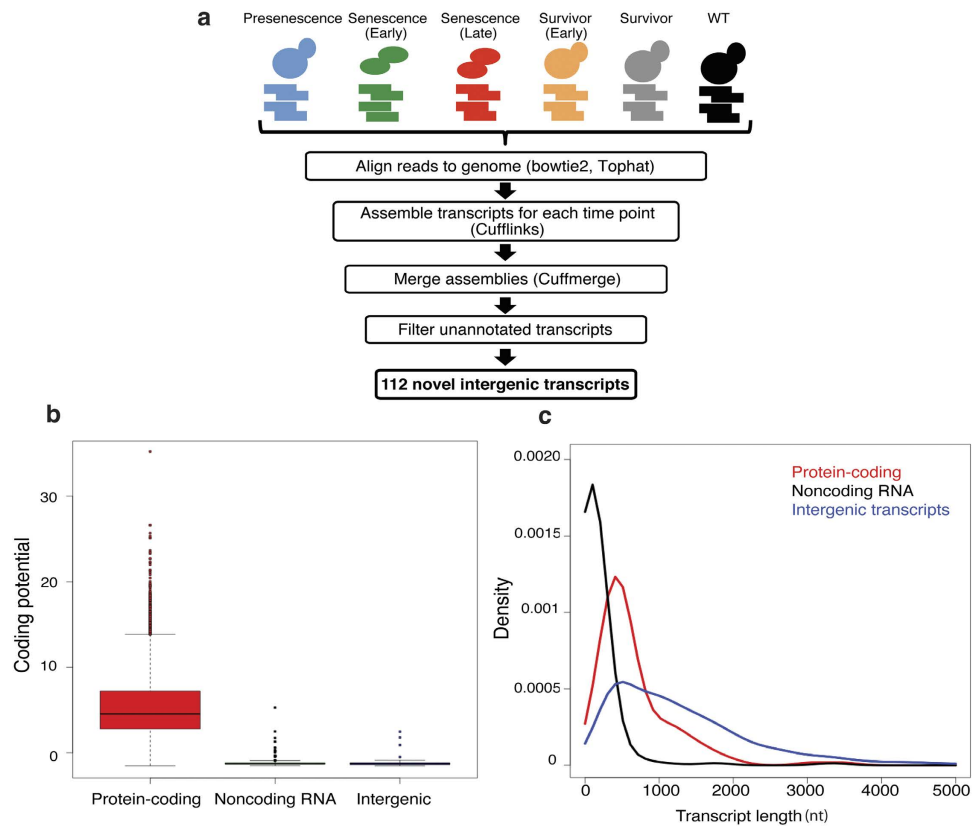 a
Presenescence
Senescence
(Early)
Senescence
(Late)
Survivor
(Early)
Survivor
WT
Align reads to genome (bowtie2, Tophat)
Assemble transcripts for each time point
(Cufflinks)
Merge assemblies (Cuffmerge)
Filter unannotated transcripts
112 novel intergenic transcripts
b
Coding potential
30
20
10
0
Protein-coding
Noncoding RNA
Intergenic
c
Density
0.0020
0.0015
0.001
0.0005
0
Protein-coding
Noncoding RNA
Intergenic transcripts
0 1000 2000 3000 4000 5000
Transcript length (nt)